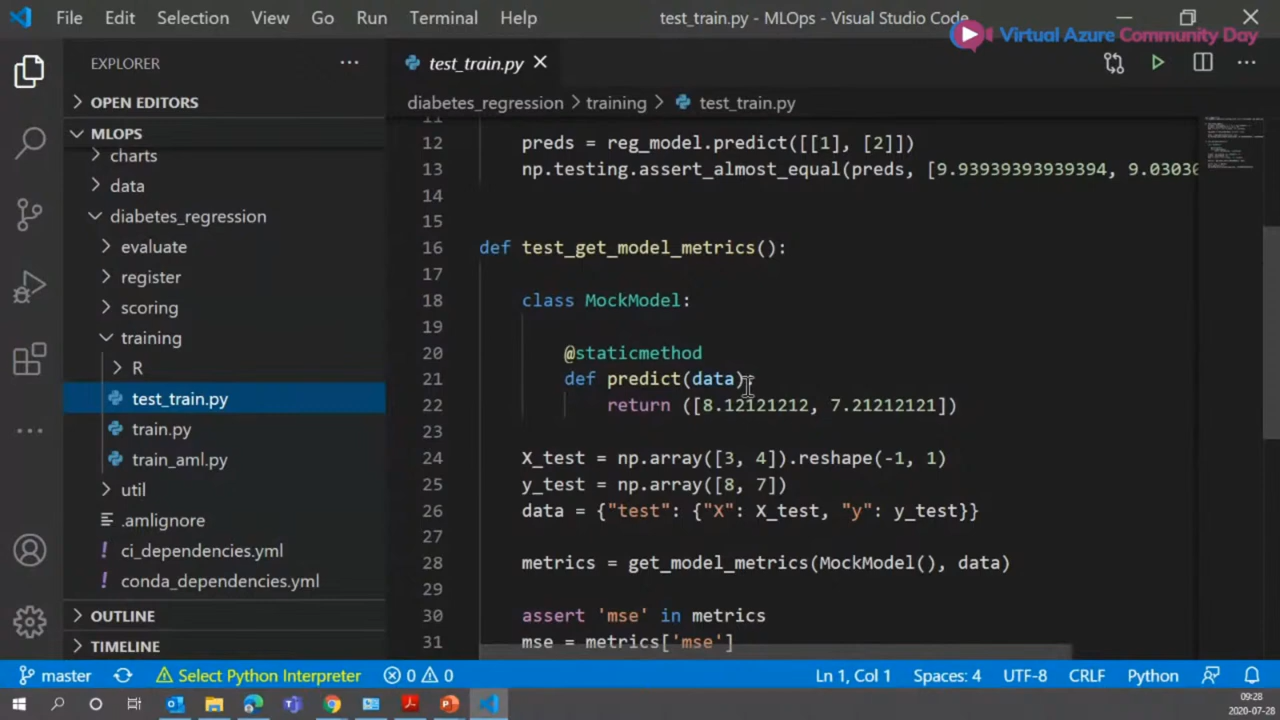 File Edit Selection View Go Run Terminal Help test_train.py - MLOps - Visual Studio Code
Virtual Azure Community Day
EXPLORER
OPEN EDITORS
MLOPS
charts
data
diabetes_regression
evaluate
register
scoring
training
R
test_train.py
train.py
train_aml.py
util
.amlignore
ci_dependencies.yml
conda_dependencies.yml
OUTLINE
TIMELINE
test_train.py
diabetes_regression > training > test_train.py
11
12 preds = reg_model.predict([[1], [2]])
13 np.testing.assert_almost_equal(preds, [9.93939393939394, 9.03030
14
15
16 def test_get_model_metrics():
17
18 class MockModel:
19
20 @staticmethod
21 def predict(data):
22 return ([8.12121212, 7.21212121])
23
24 X_test = np.array([3, 4]).reshape(-1, 1)
25 y_test = np.array([8, 7])
26 data = {"test": {"X": X_test, "y": y_test}}
27
28 metrics = get_model_metrics(MockModel(), data)
29
30 assert 'mse' in metrics
31 mse = metrics['mse']
master Select Python Interpreter 0 0 Ln 1, Col 1 Spaces: 4 UTF-8 CRLF Python
09:28
2020-07-28